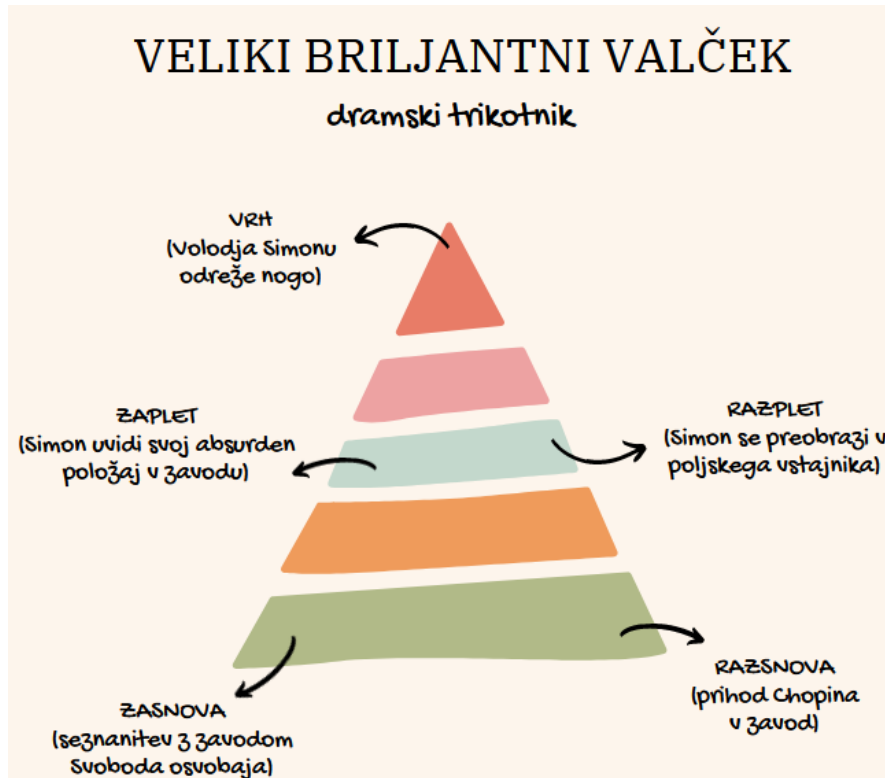 VELIKI BRILJANTNI VALČEK
dramski trikotnik
VRH
(Volodja Simonu
odreže nogo)
ZAPLET
(Simon uvidi svoj absurden
položaj v zavodu)
RAZPLET
(Simon se preobrazi v
poljskega vstajnika)
ZASNOVA
(seznanitev z zavodom
Svoboda osvobaja)
RAZSNOVA
(prihod Chopina
v zavod)